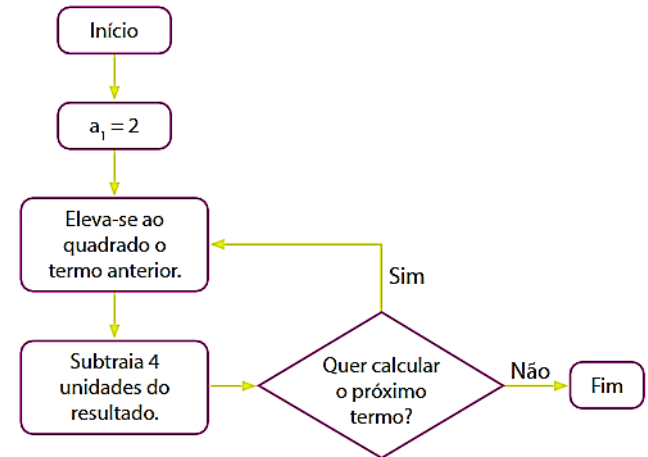 Início
a₁ = 2
Eleva-se ao
quadrado o
termo anterior.
Sim
Subtraia 4
unidades do
resultado.
Quer calcular
o próximo
termo?
Não
Fim